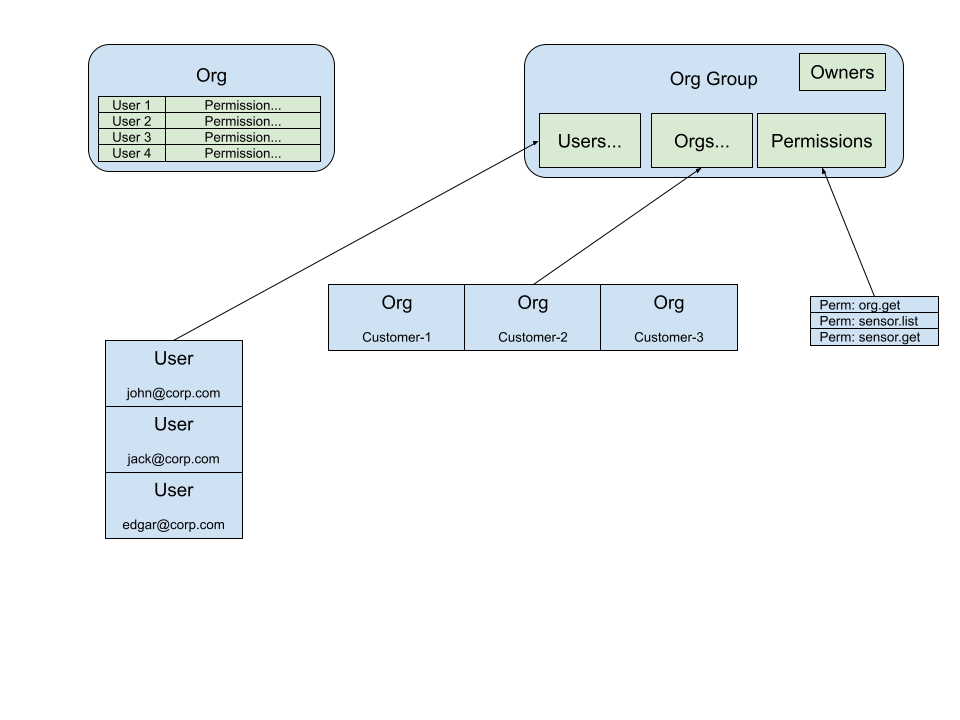 Org
User 1 Permission...
User 2 Permission...
User 3 Permission...
User 4 Permission...
Org Group
Owners
Users...
Orgs...
Permissions
Org
Customer-1
Org
Customer-2
Org
Customer-3
Perm: org.get
Perm: sensor.list
Perm: sensor.get
User
john@corp.com
User
jack@corp.com
User
edgar@corp.com